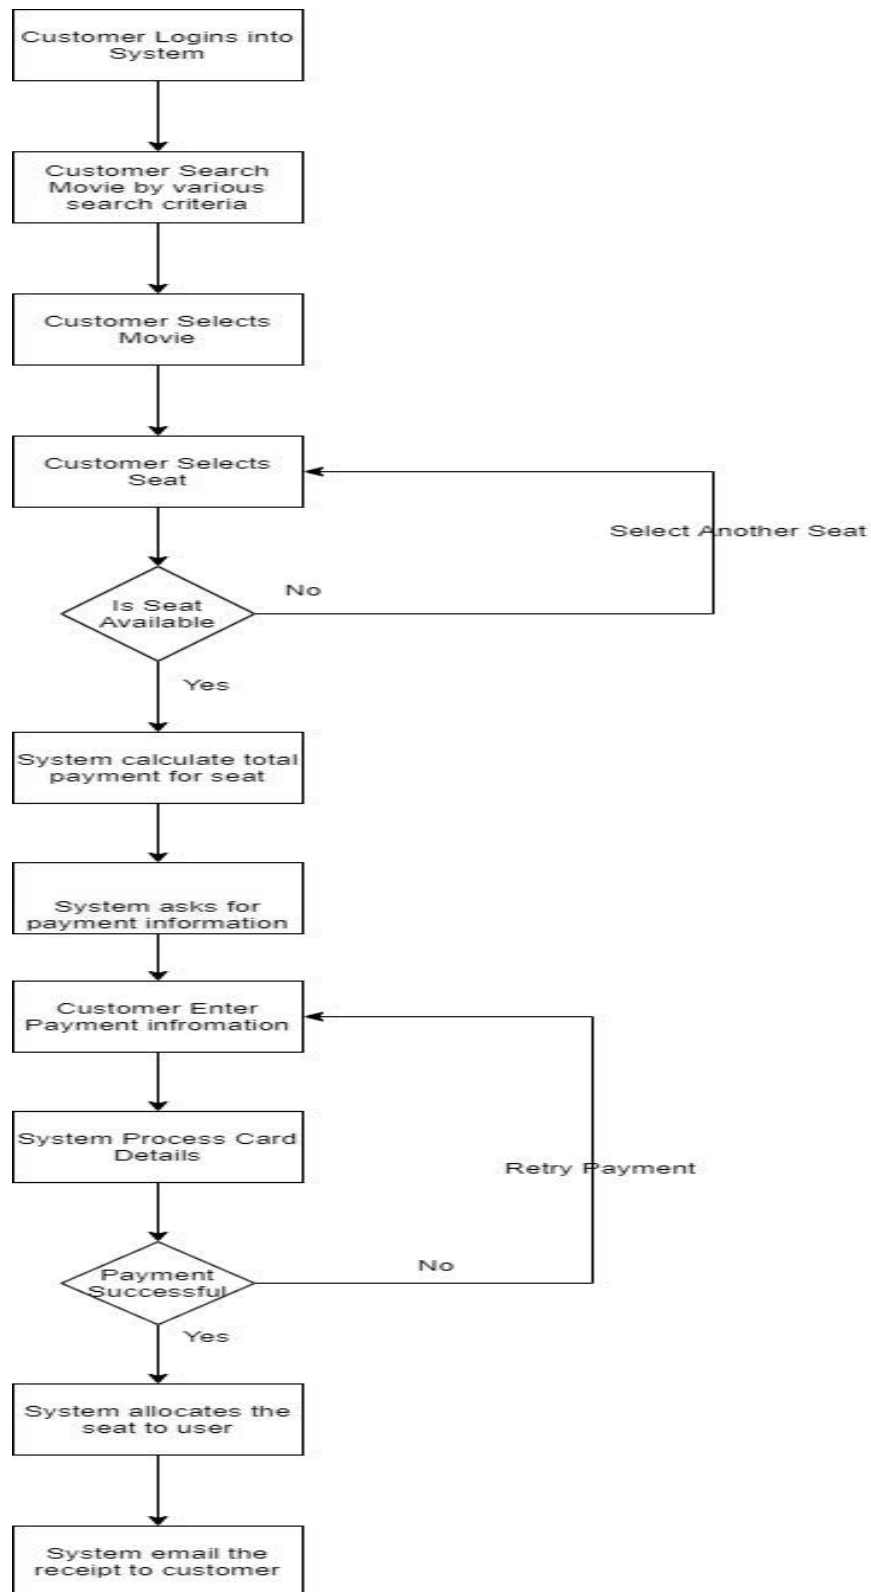 Customer Logins into
System
Customer Search
Movie by various
search criteria
Customer Selects
Movie
Customer Selects
Seat
Select Another Seat
No
Is Seat
Available
Yes
System calculate total
payment for seat
System asks for
payment information
Customer Enter
Payment infromation
System Process Card
Details
Retry Payment
No
Payment
Successful
Yes
System allocates the
seat to user
System email the
receipt to customer